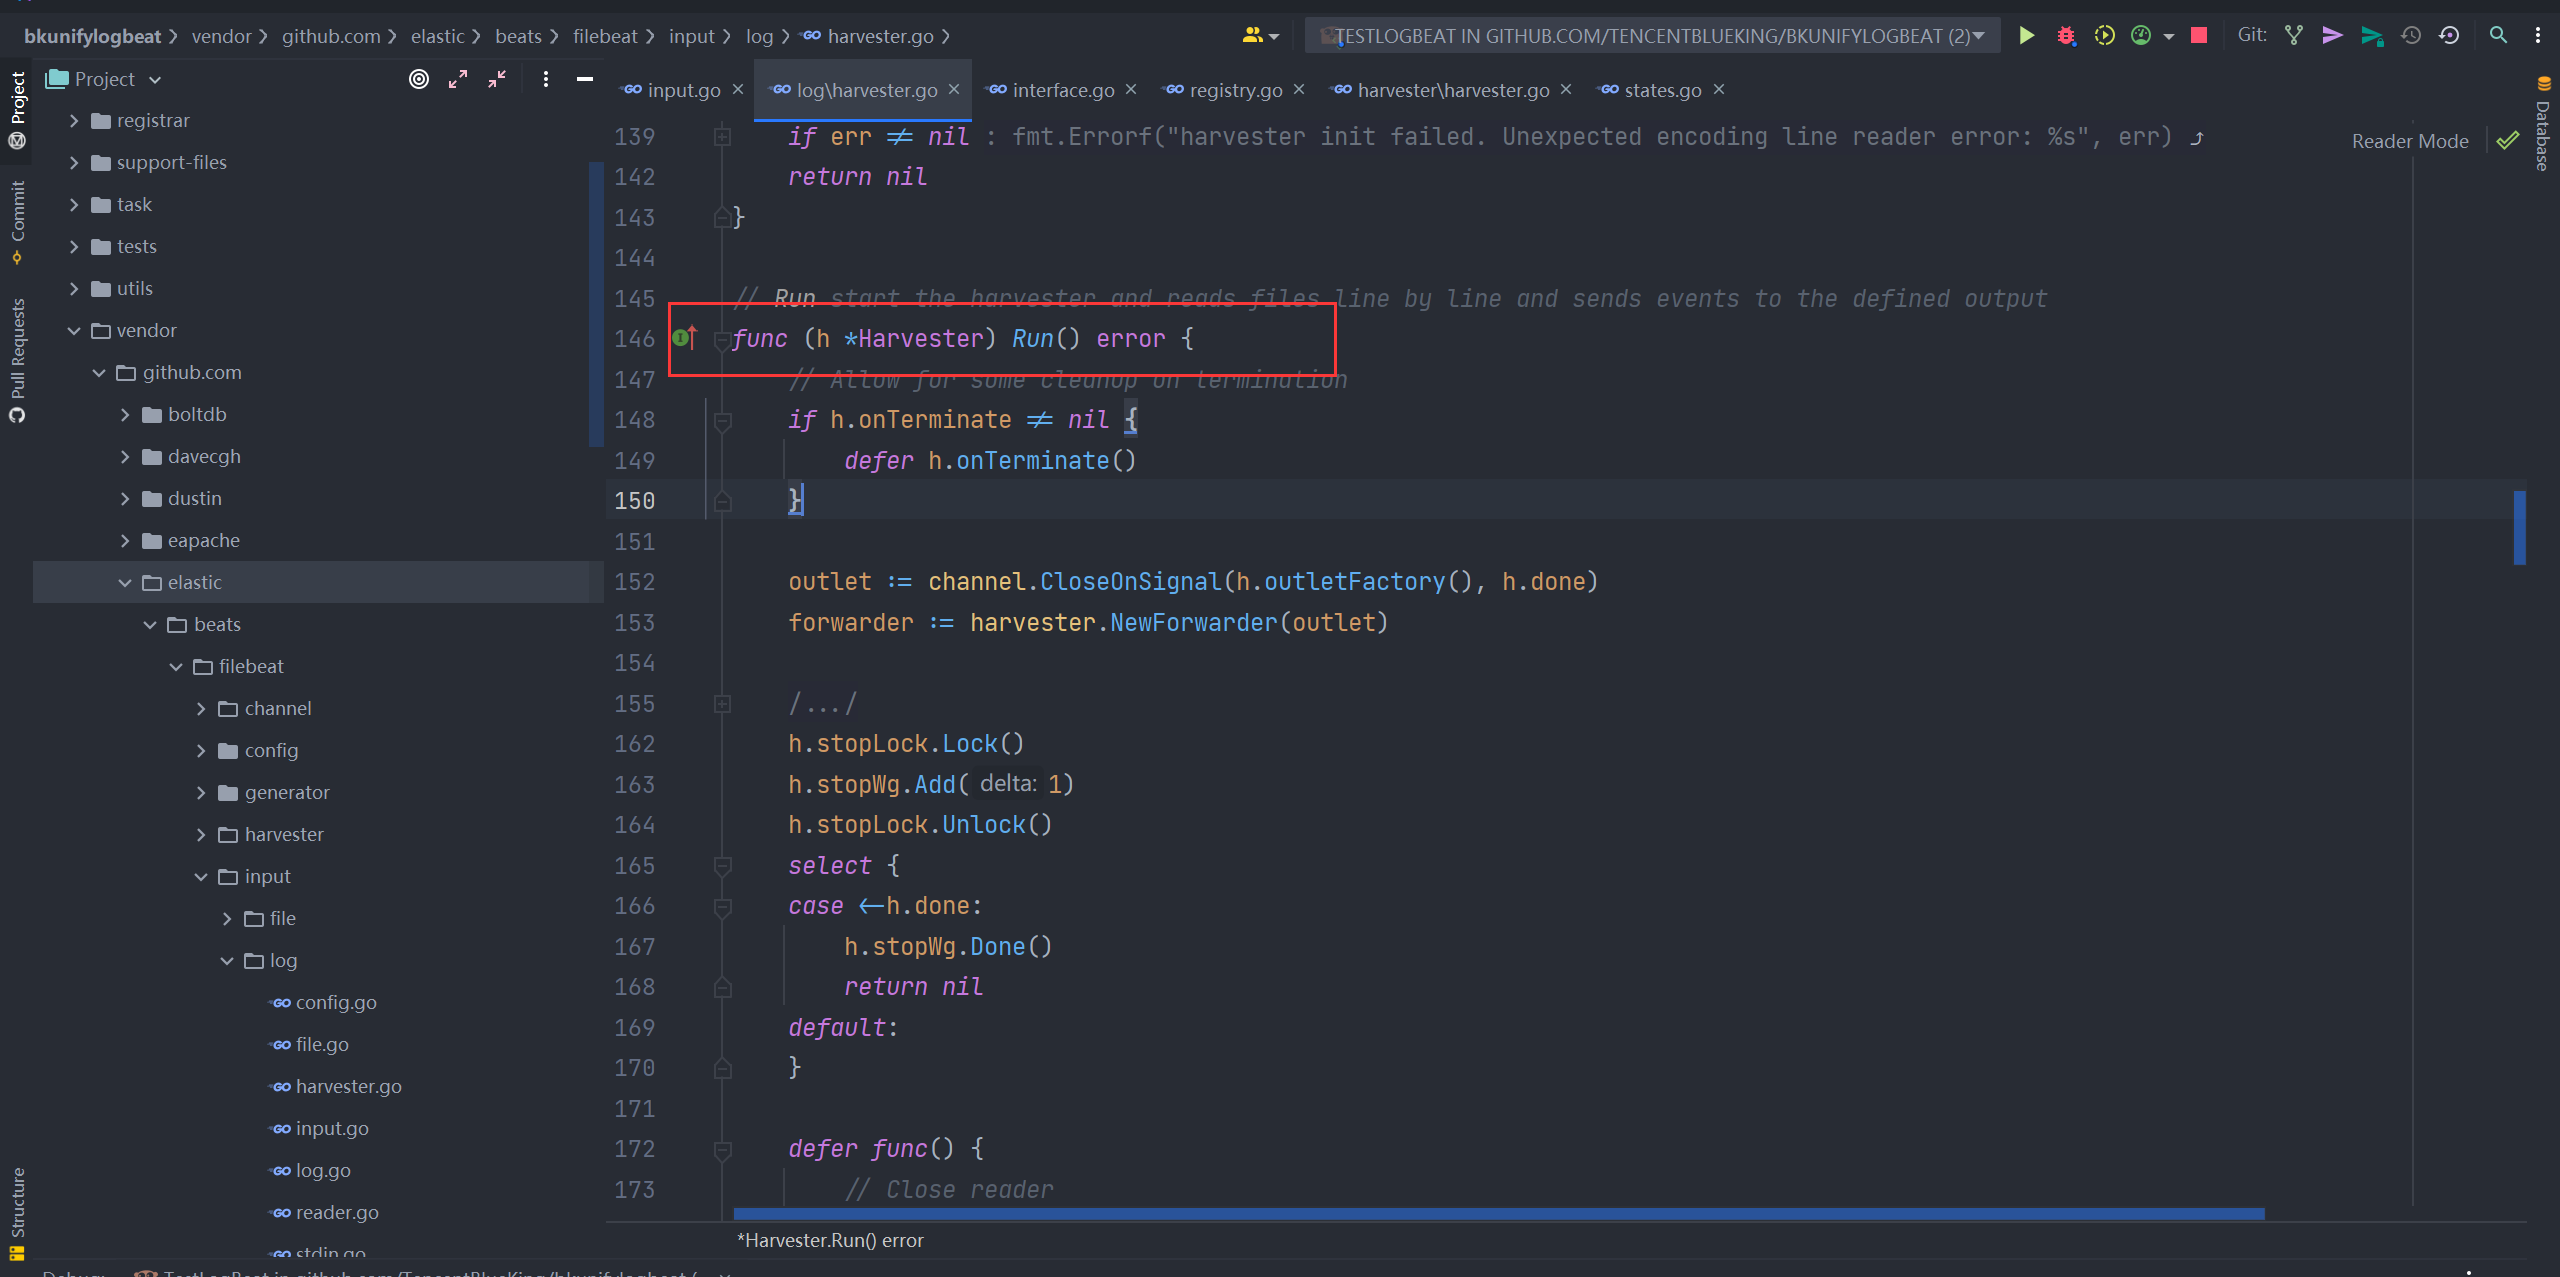 bkunifylogbeat > vendor > github.com > elastic > beats > filebeat > input > log > harvester.go >
TESTLOGBEAT IN GITHUB.COM/TENCENTBLUEKING/BKUNIFYLOGBEAT (2)
Git:
Project
Commit
Pull Requests
Structure
Database
Project
registrar
support-files
task
tests
utils
vendor
github.com
boltdb
davecgh
dustin
eapache
elastic
beats
filebeat
channel
config
generator
harvester
input
file
log
config.go
file.go
harvester.go
input.go
log.go
reader.go
stdin.go
input.go × log\harvester.go × interface.go × registry.go × harvester\harvester.go × states.go ×
Reader Mode
139 if err ≠ nil : fmt.Errorf("harvester init failed. Unexpected encoding line reader error: %s", err)
142 return nil
143 }
144
145 // Run start the harvester and reads files line by line and sends events to the defined output
146 func (h *Harvester) Run() error {
147 // Allow for some cleanup on termination
148 if h.onTerminate ≠ nil {
149 defer h.onTerminate()
150 }
151
152 outlet := channel.CloseOnSignal(h.outletFactory(), h.done)
153 forwarder := harvester.NewForwarder(outlet)
154
155 /.../
162 h.stopLock.Lock()
163 h.stopWg.Add( delta: 1)
164 h.stopLock.Unlock()
165 select {
166 case ←h.done:
167 h.stopWg.Done()
168 return nil
169 default:
170 }
171
172 defer func() {
173 // Close reader
*Harvester.Run() error
Debug: TestLogBeat in github.com/TencentBlueKing/bkunifylogbeat (